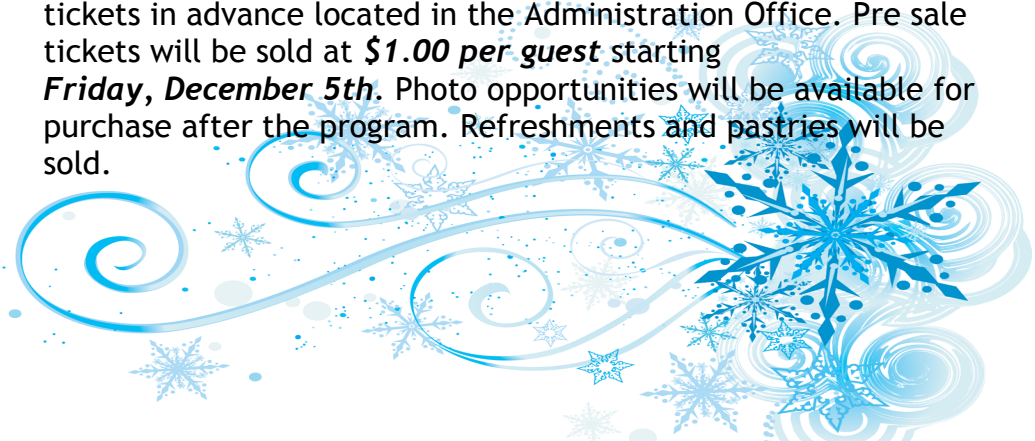 tickets in advance located in the Administration Office. Pre sale
tickets will be sold at $1.00 per guest starting
Friday, December 5th. Photo opportunities will be available for
purchase after the program. Refreshments and pastries will be
sold.